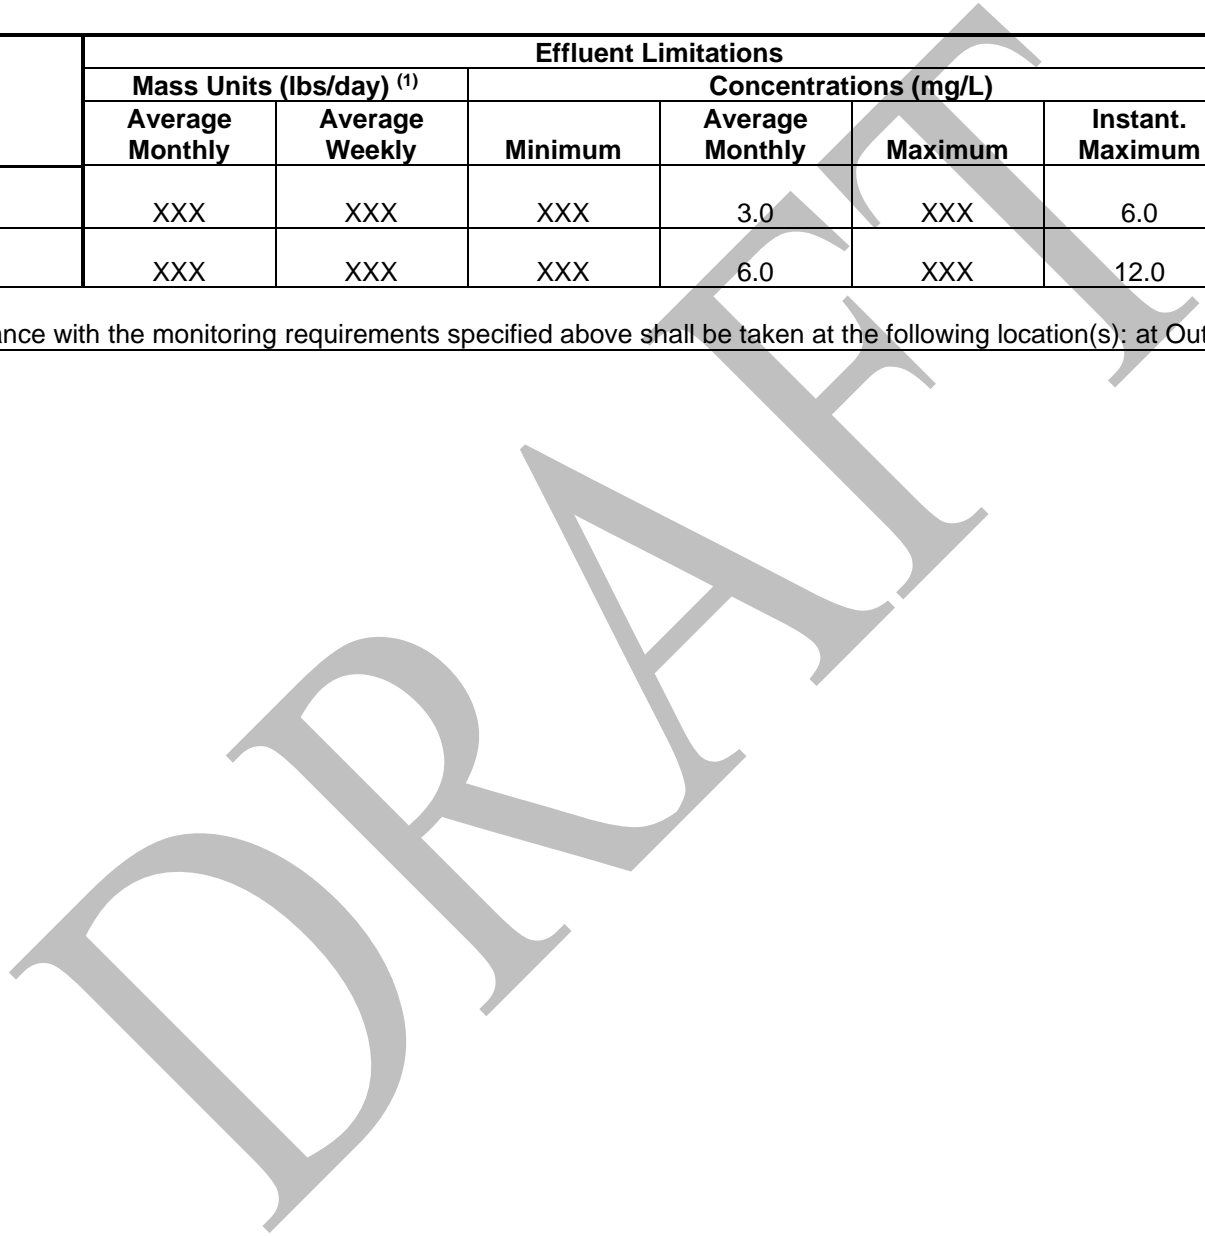 Effluent Limitations
Mass Units (lbs/day) (1) Concentrations (mg/L)
Average Monthly Average Weekly Minimum Average Monthly Maximum Instant. Maximum
XXX XXX XXX 3.0 XXX 6.0
XXX XXX XXX 6.0 XXX 12.0
with the monitoring requirements specified above shall be taken at the following location(s): at
DRAFT